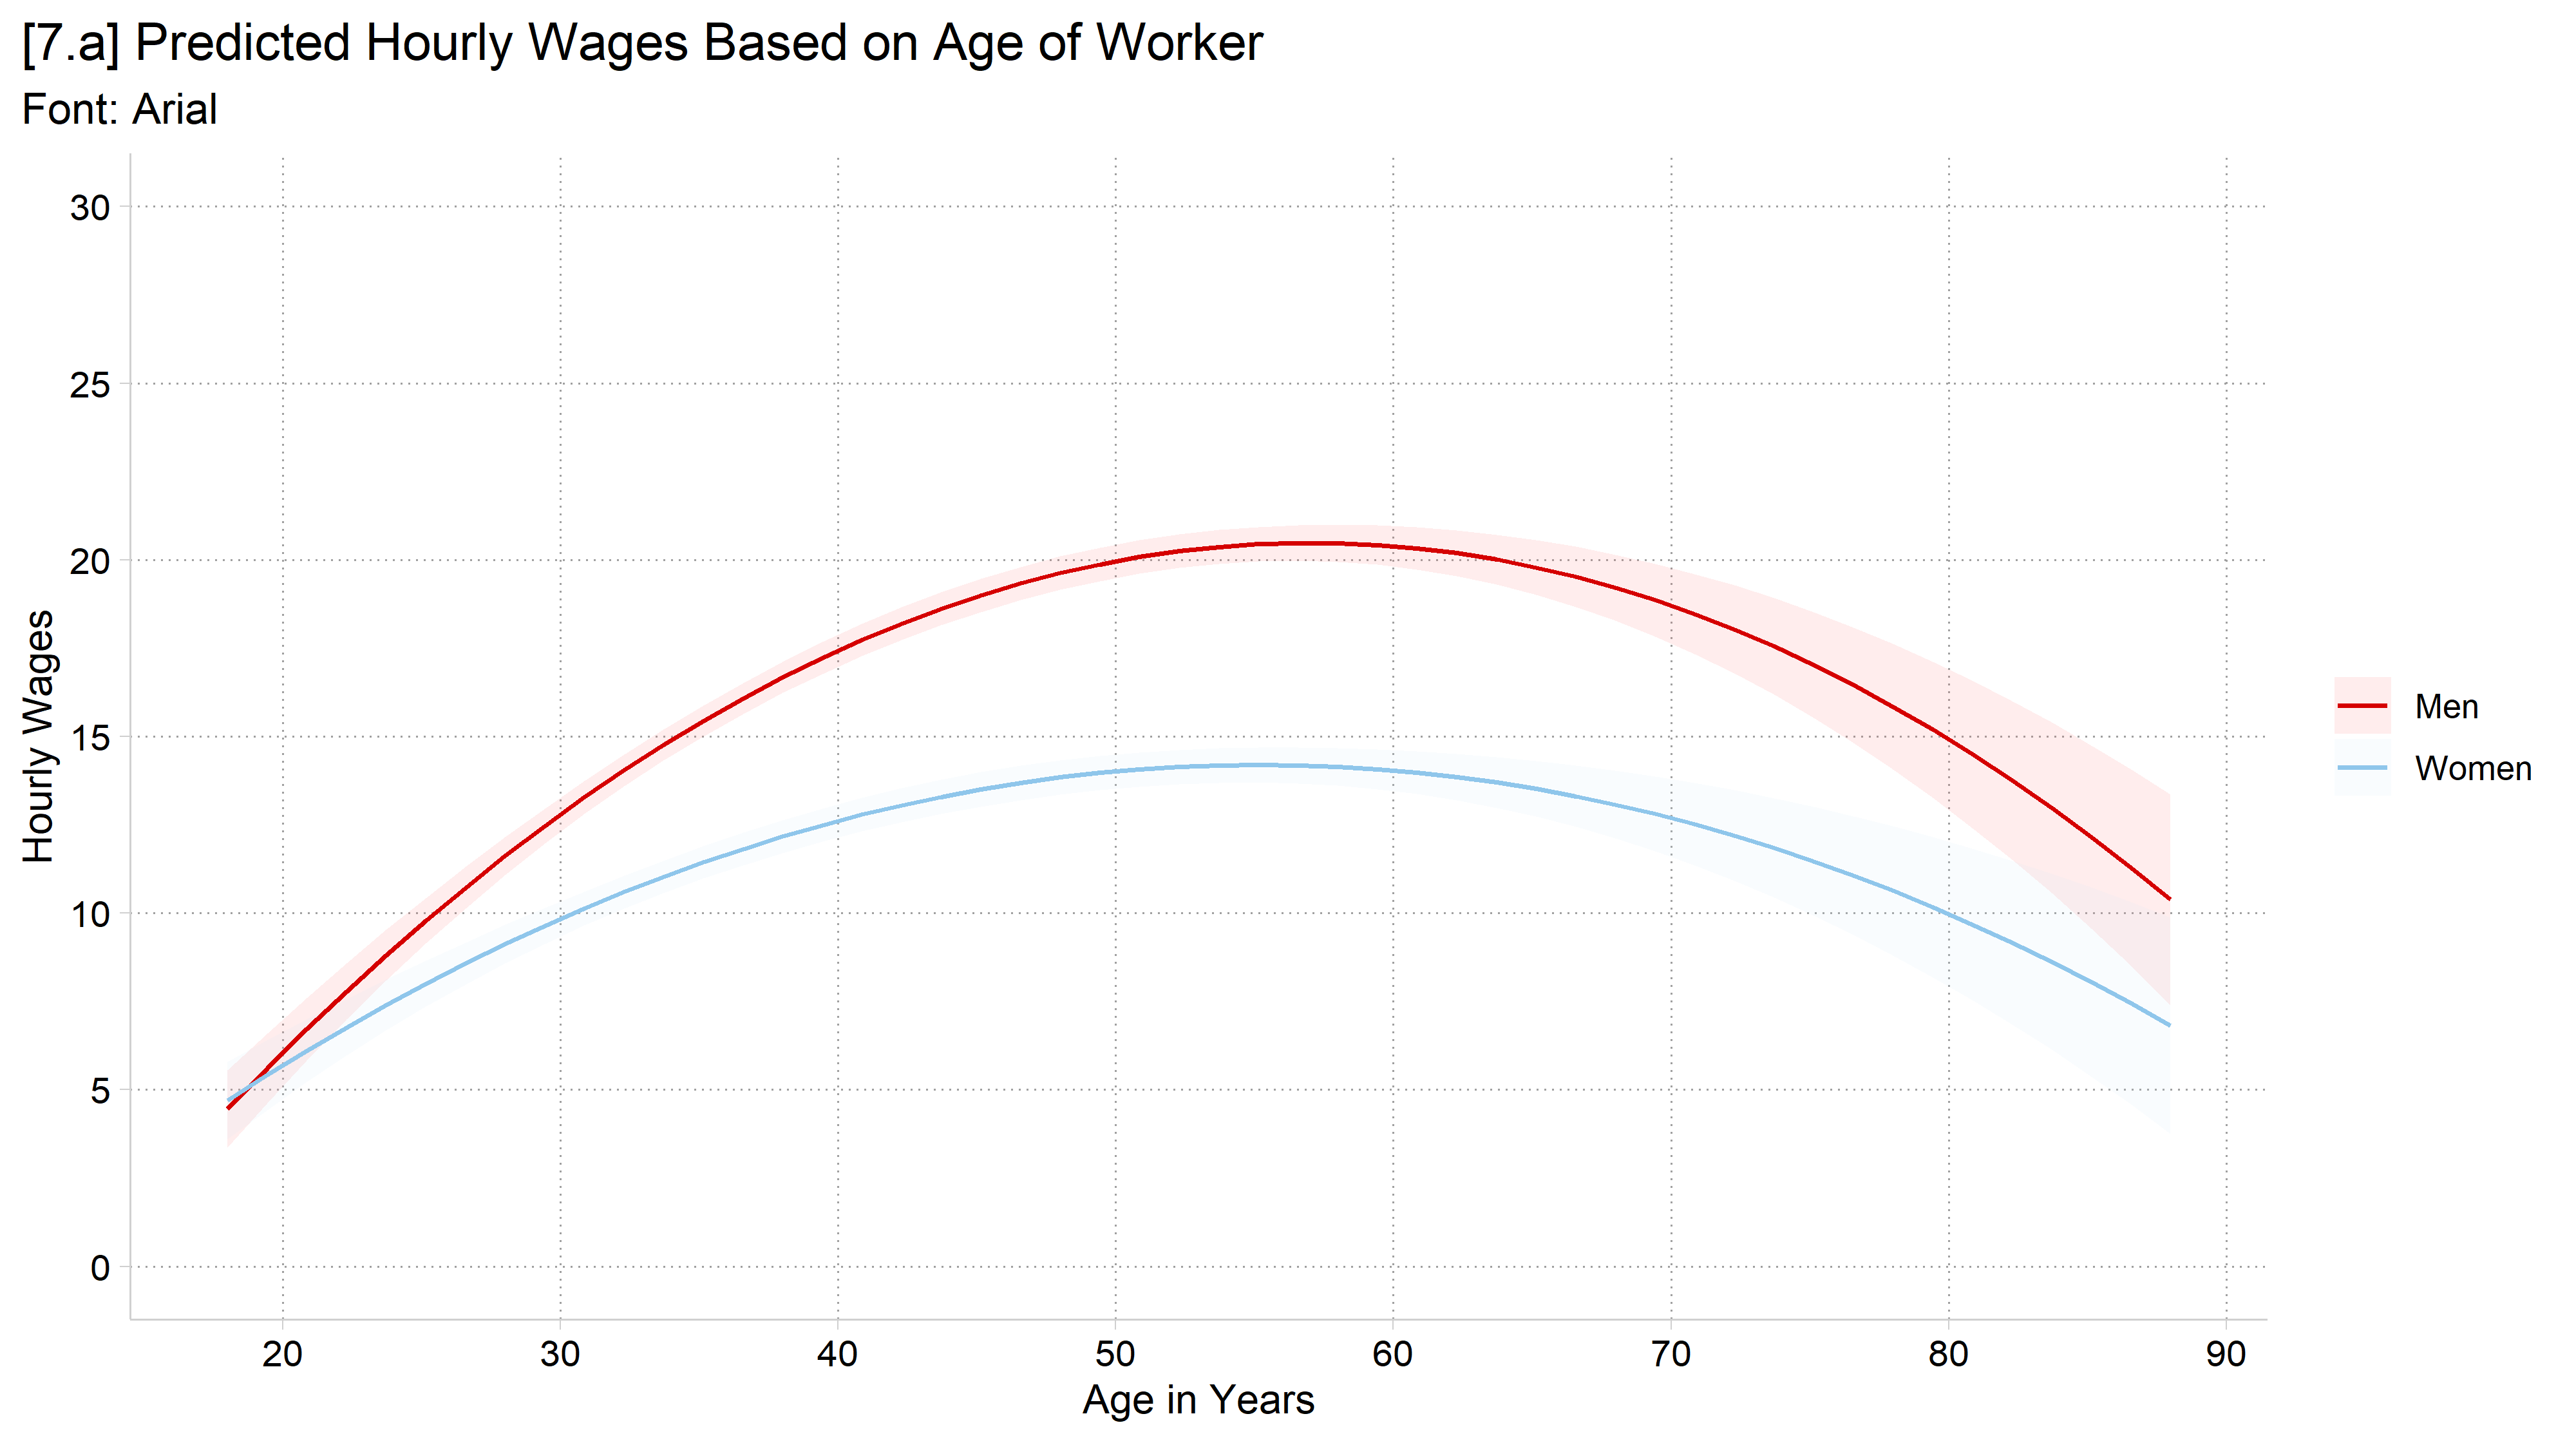 [7.a] Predicted Hourly Wages Based on Age of Worker
Font: Arial
30
25
20
15
10
5
0
Hourly Wages
20 30 40 50 60 70 80 90
Age in Years
Men
Women